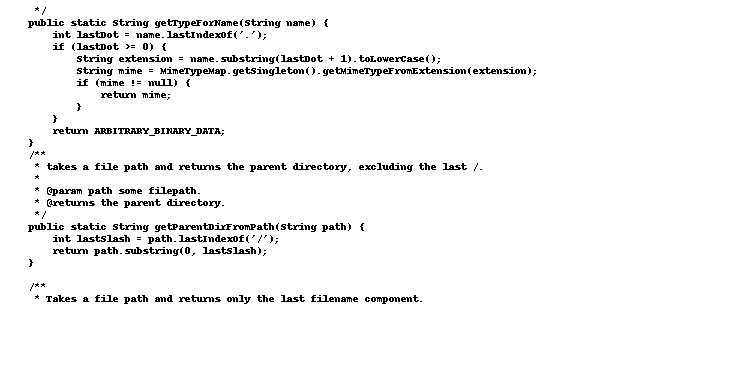 */
public static String getTypeForName(String name) {
    int lastDot = name.lastIndexOf('.');
    if (lastDot >= 0) {
        String extension = name.substring(lastDot + 1).toLowerCase();
        String mime = MimeTypeMap.getSingleton().getMimeTypeFromExtension(extension);
        if (mime != null) {
            return mime;
        }
    }
    return ARBITRARY_BINARY_DATA;
}
/**
 * takes a file path and returns the parent directory, excluding the last /.
 *
 * @param path some filepath.
 * @returns the parent directory.
 */
public static String getParentDirFromPath(String path) {
    int lastSlash = path.lastIndexOf('/');
    return path.substring(0, lastSlash);
}

/**
 * Takes a file path and returns only the last filename component.